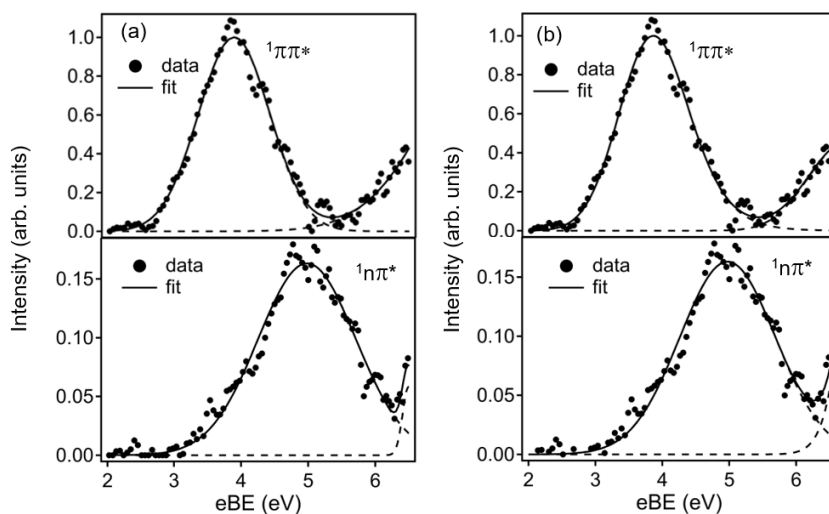 (a)
¹ππ*
data
fit
1.0
0.8
0.6
0.4
0.2
0.0
Intensity (arb. units)
data
fit
¹nπ*
0.15
0.10
0.05
0.00
2 3 4 5 6
eBE (eV)
(b)
¹ππ*
data
fit
1.0
0.8
0.6
0.4
0.2
0.0
Intensity (arb. units)
data
fit
¹nπ*
0.15
0.10
0.05
0.00
2 3 4 5 6
eBE (eV)